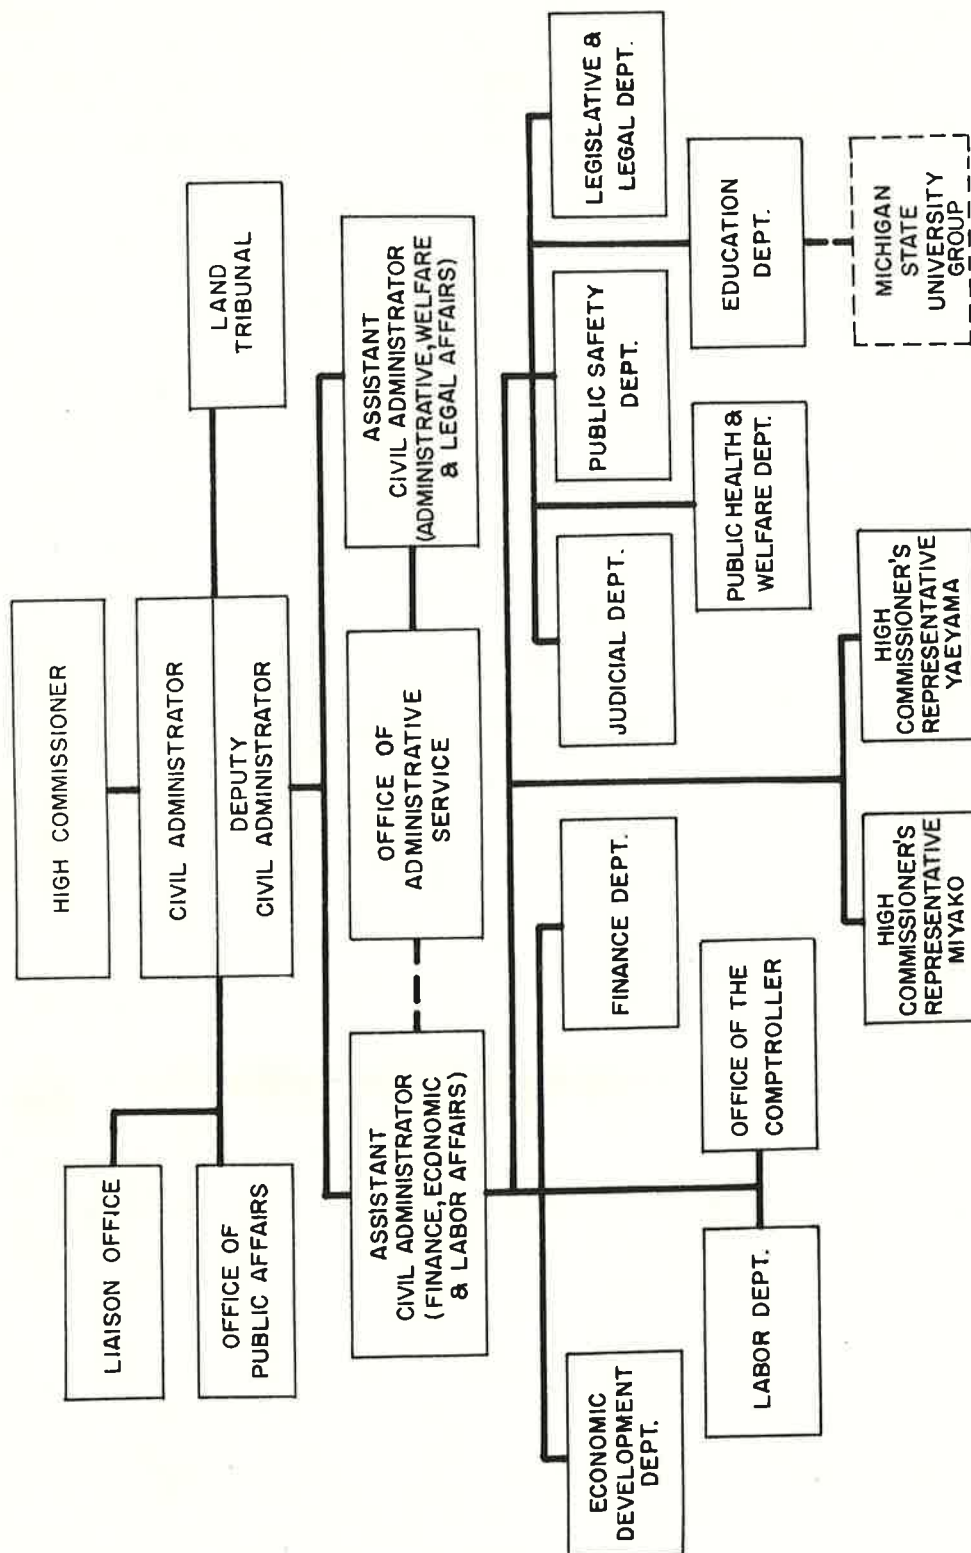 HIGH COMMISSIONER
LIAISON OFFICE
CIVIL ADMINISTRATOR
DEPUTY
CIVIL ADMINISTRATOR
OFFICE OF
PUBLIC AFFAIRS
LAND
TRIBUNAL
ASSISTANT
CIVIL ADMINISTRATOR
(FINANCE, ECONOMIC
& LABOR AFFAIRS)
OFFICE OF
ADMINISTRATIVE
SERVICE
ASSISTANT
CIVIL ADMINISTRATOR
(ADMINISTRATIVE, WELFARE
& LEGAL AFFAIRS)
ECONOMIC
DEVELOPMENT
DEPT.
FINANCE DEPT.
JUDICIAL DEPT.
PUBLIC SAFETY
DEPT.
LEGISLATIVE &
LEGAL DEPT.
LABOR DEPT.
OFFICE OF THE
COMPTROLLER
PUBLIC HEALTH &
WELFARE DEPT.
EDUCATION
DEPT.
HIGH
COMMISSIONER'S
REPRESENTATIVE
MIYAKO
HIGH
COMMISSIONER'S
REPRESENTATIVE
YAEYAMA
MICHIGAN
STATE
UNIVERSITY
GROUP